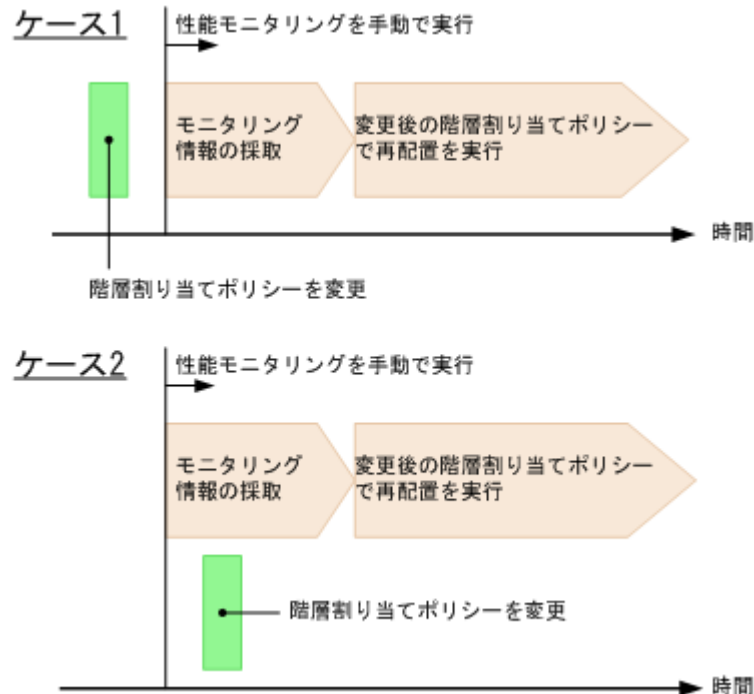 ケース1
性能モニタリングを手動で実行
モニタリング
情報の採取
変更後の階層割り当てポリシー
で再配置を実行
時間
階層割り当てポリシーを変更
ケース2
性能モニタリングを手動で実行
モニタリング
情報の採取
変更後の階層割り当てポリシー
で再配置を実行
階層割り当てポリシーを変更
時間